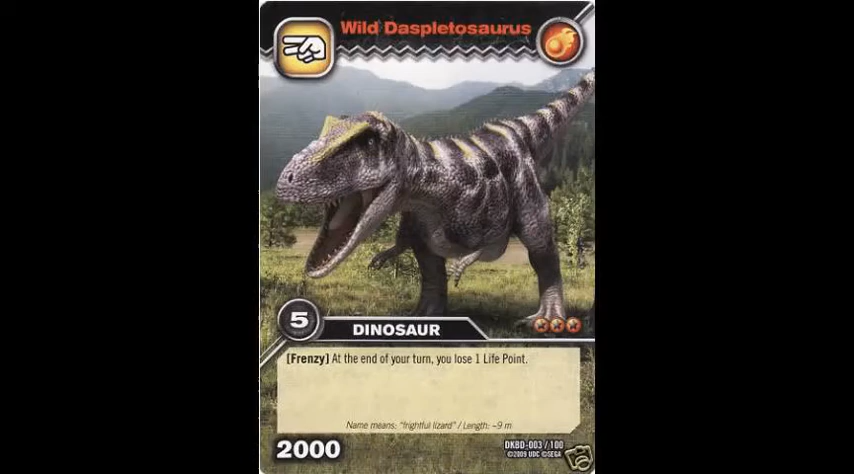 Wild Daspletosaurus
5
DINOSAUR
[Frenzy] At the end of your turn, you lose 1 Life Point.
Name means: "frightful lizard" / Length: ~9 m
2000
DKBD-003/100
©2009 UDC ©SEGA